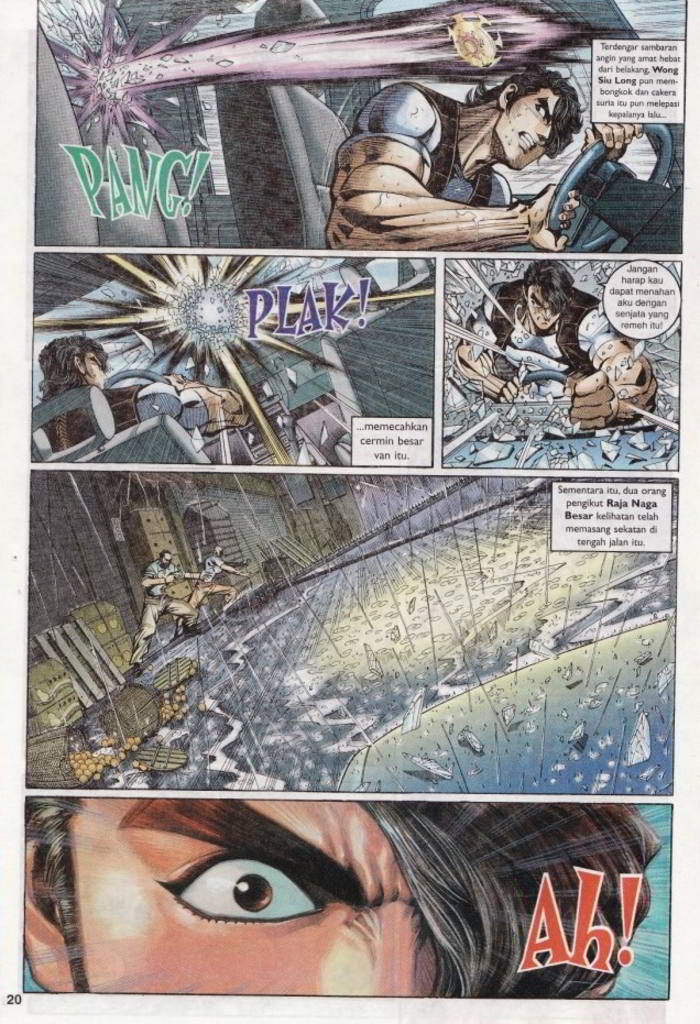 Terdengar sambaran
angin yang amat hebat
dari belakang, Wong
Siu Long pun mem-
bongkok dan cakera
suria itu pun melepasi
kepalanya lalu...
PANG!
PLAK!
...memecahkan
cermin besar
van itu.
Jangan
harap kau
dapat menahan
aku dengan
senjata yang
remeh itu!
Sementara itu, dua orang
pengikut Raja Naga
Besar kelihatan telah
memasang sekatan di
tengah jalan itu.
Ah!
20